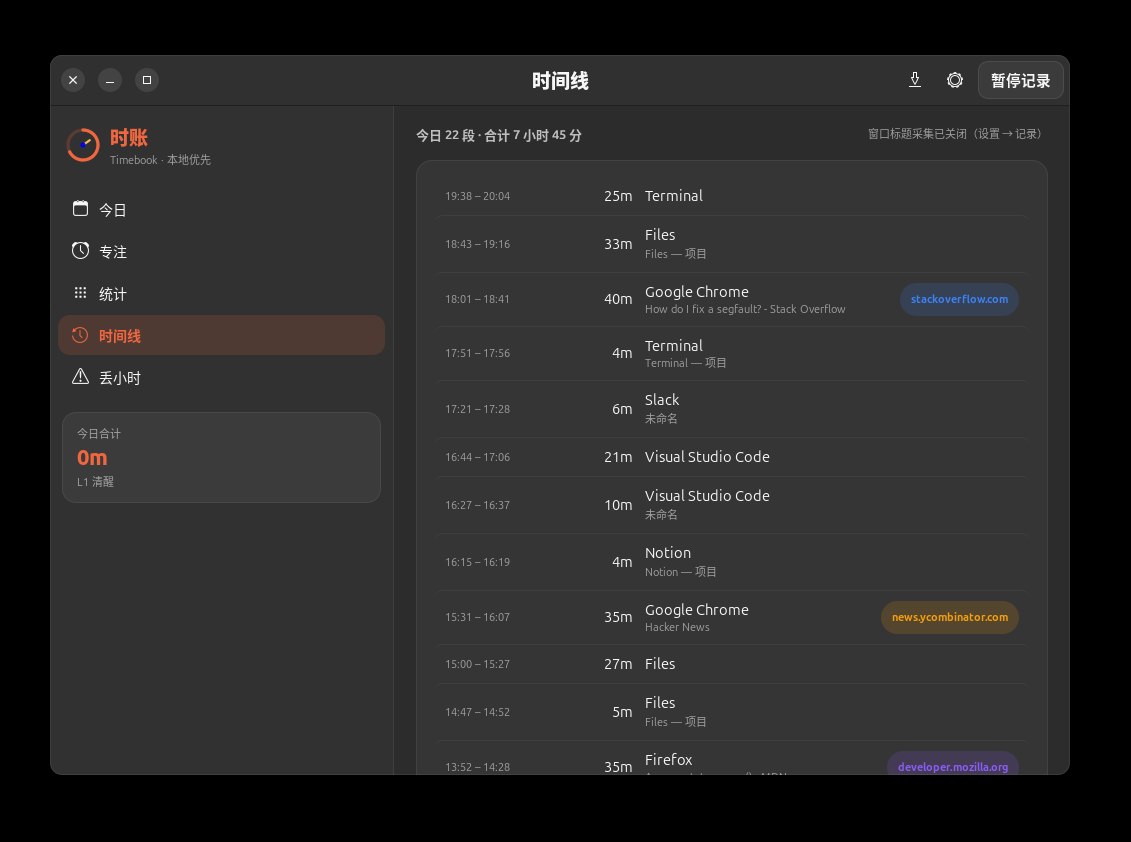 时间线
暂停记录
时账
Timebook · 本地优先
今日
专注
统计
时间线
丢小时
今日合计
0m
L1 清醒
今日 22 段 · 合计 7 小时 45 分
窗口标题采集已关闭（设置 → 记录）
19:38 – 20:04 25m Terminal
18:43 – 19:16 33m Files
Files — 项目
18:01 – 18:41 40m Google Chrome stackoverflow.com
How do I fix a segfault? - Stack Overflow
17:51 – 17:56 4m Terminal
Terminal — 项目
17:21 – 17:28 6m Slack
未命名
16:44 – 17:06 21m Visual Studio Code
16:27 – 16:37 10m Visual Studio Code
未命名
16:15 – 16:19 4m Notion
Notion — 项目
15:31 – 16:07 35m Google Chrome news.ycombinator.com
Hacker News
15:00 – 15:27 27m Files
14:47 – 14:52 5m Files
Files — 项目
13:52 – 14:28 35m Firefox developer.mozilla.org